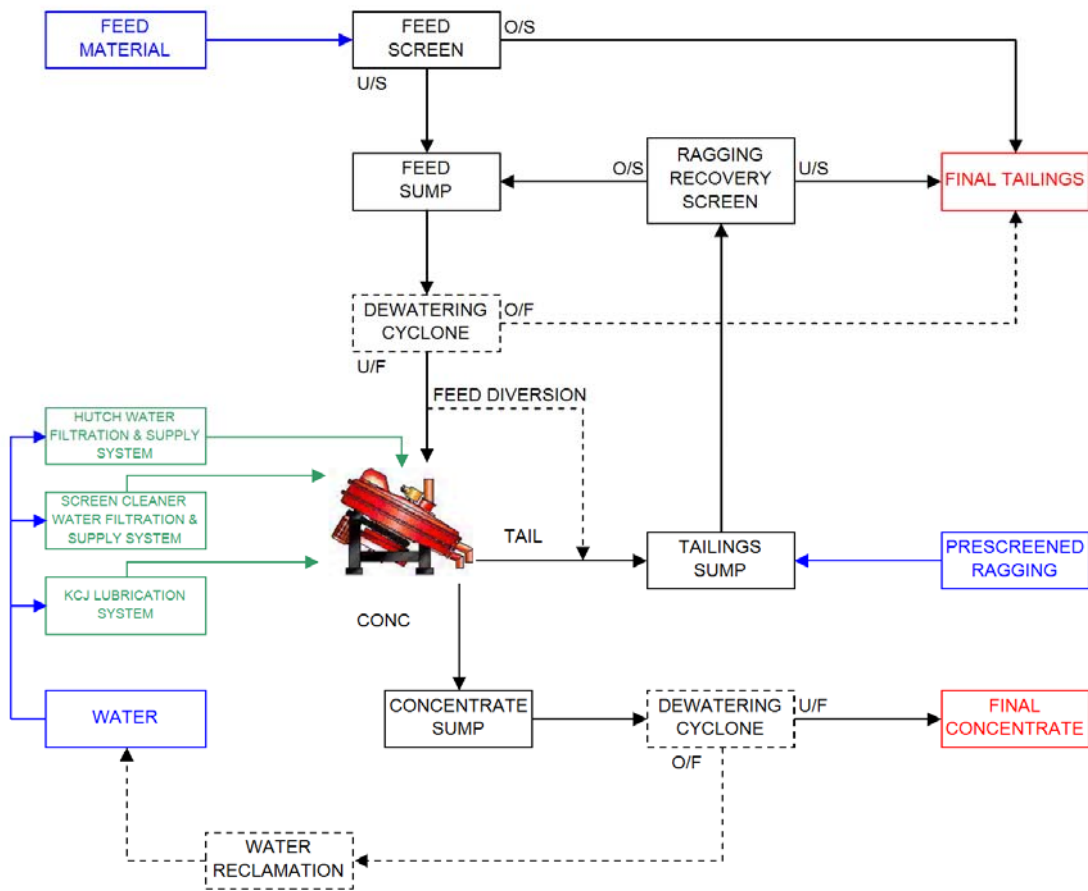 FEED
MATERIAL
FEED
SCREEN
O/S
U/S
FEED
SUMP
O/S
RAGGING
RECOVERY
SCREEN
U/S
FINAL TAILINGS
DEWATERING
CYCLONE
O/F
U/F
FEED DIVERSION
HUTCH WATER
FILTRATION & SUPPLY
SYSTEM
SCREEN CLEANER
WATER FILTRATION &
SUPPLY SYSTEM
KCJ LUBRICATION
SYSTEM
TAIL
TAILINGS
SUMP
PRESCREENED
RAGGING
CONC
WATER
CONCENTRATE
SUMP
DEWATERING
CYCLONE
U/F
O/F
FINAL
CONCENTRATE
WATER
RECLAMATION